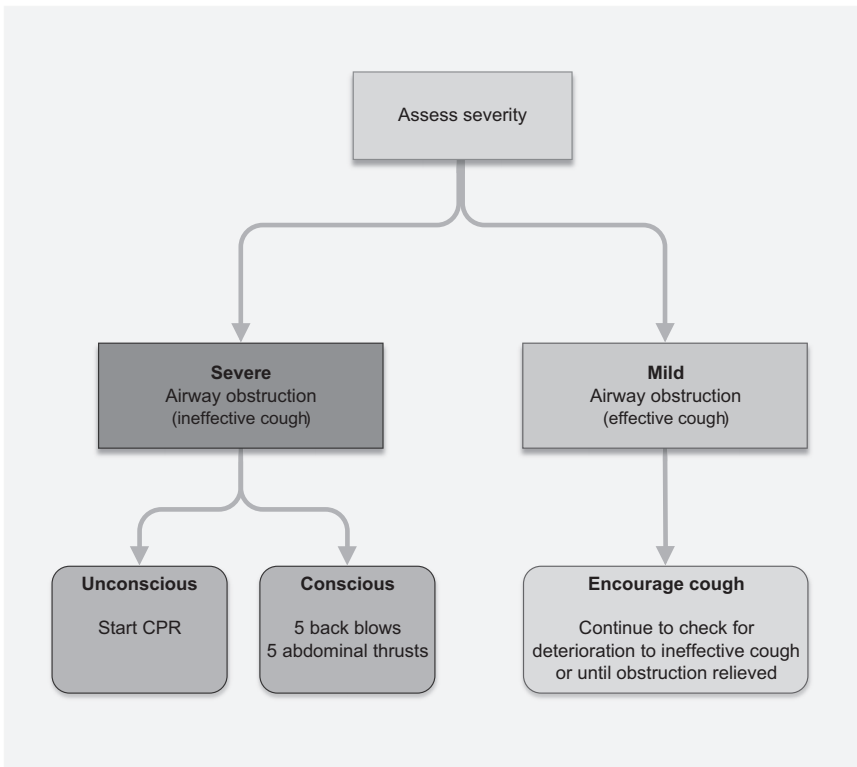 Assess severity
Severe
Airway obstruction
(ineffective cough)
Mild
Airway obstruction
(effective cough)
Unconscious
Start CPR
Conscious
5 back blows
5 abdominal thrusts
Encourage cough
Continue to check for
deterioration to ineffective cough
or until obstruction relieved